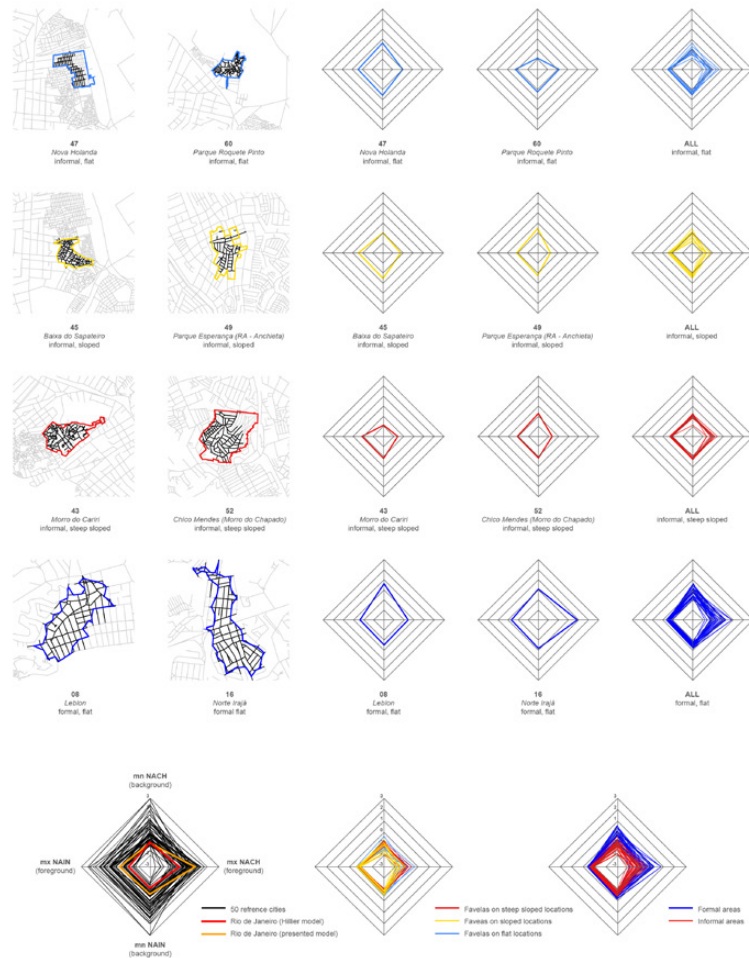 47
Nova Holanda
informal, flat
60
Parque Roquete Pinto
informal, flat
47
Nova Holanda
informal, flat
60
Parque Roquete Pinto
informal, flat
ALL
informal, flat
45
Baixa do Sapateiro
informal, sloped
49
Parque Esperança (RA - Anchieta)
informal, sloped
45
Baixa do Sapateiro
informal, sloped
49
Parque Esperança (RA - Anchieta)
informal, sloped
ALL
informal, sloped
43
Morro do Cariri
informal, steep sloped
52
Chico Mendes (Morro do Chapado)
informal, steep sloped
43
Morro do Cariri
informal, steep sloped
52
Chico Mendes (Morro do Chapado)
informal, steep sloped
ALL
informal, steep sloped
08
Leblon
formal, flat
16
Norte Irajá
formal flat
08
Leblon
formal, flat
16
Norte Irajá
formal, flat
ALL
formal, flat
mn NACH
(background)
mx NAIN
(foreground)
mx NACH
(foreground)
mn NAIN
(background)
50 refrence cities
Rio de Janeiro (Hillier model)
Rio de Janeiro (presented model)
Favelas on steep sloped locations
Faveas on sloped locations
Favelas on flat locations
Formal areas
Informal areas